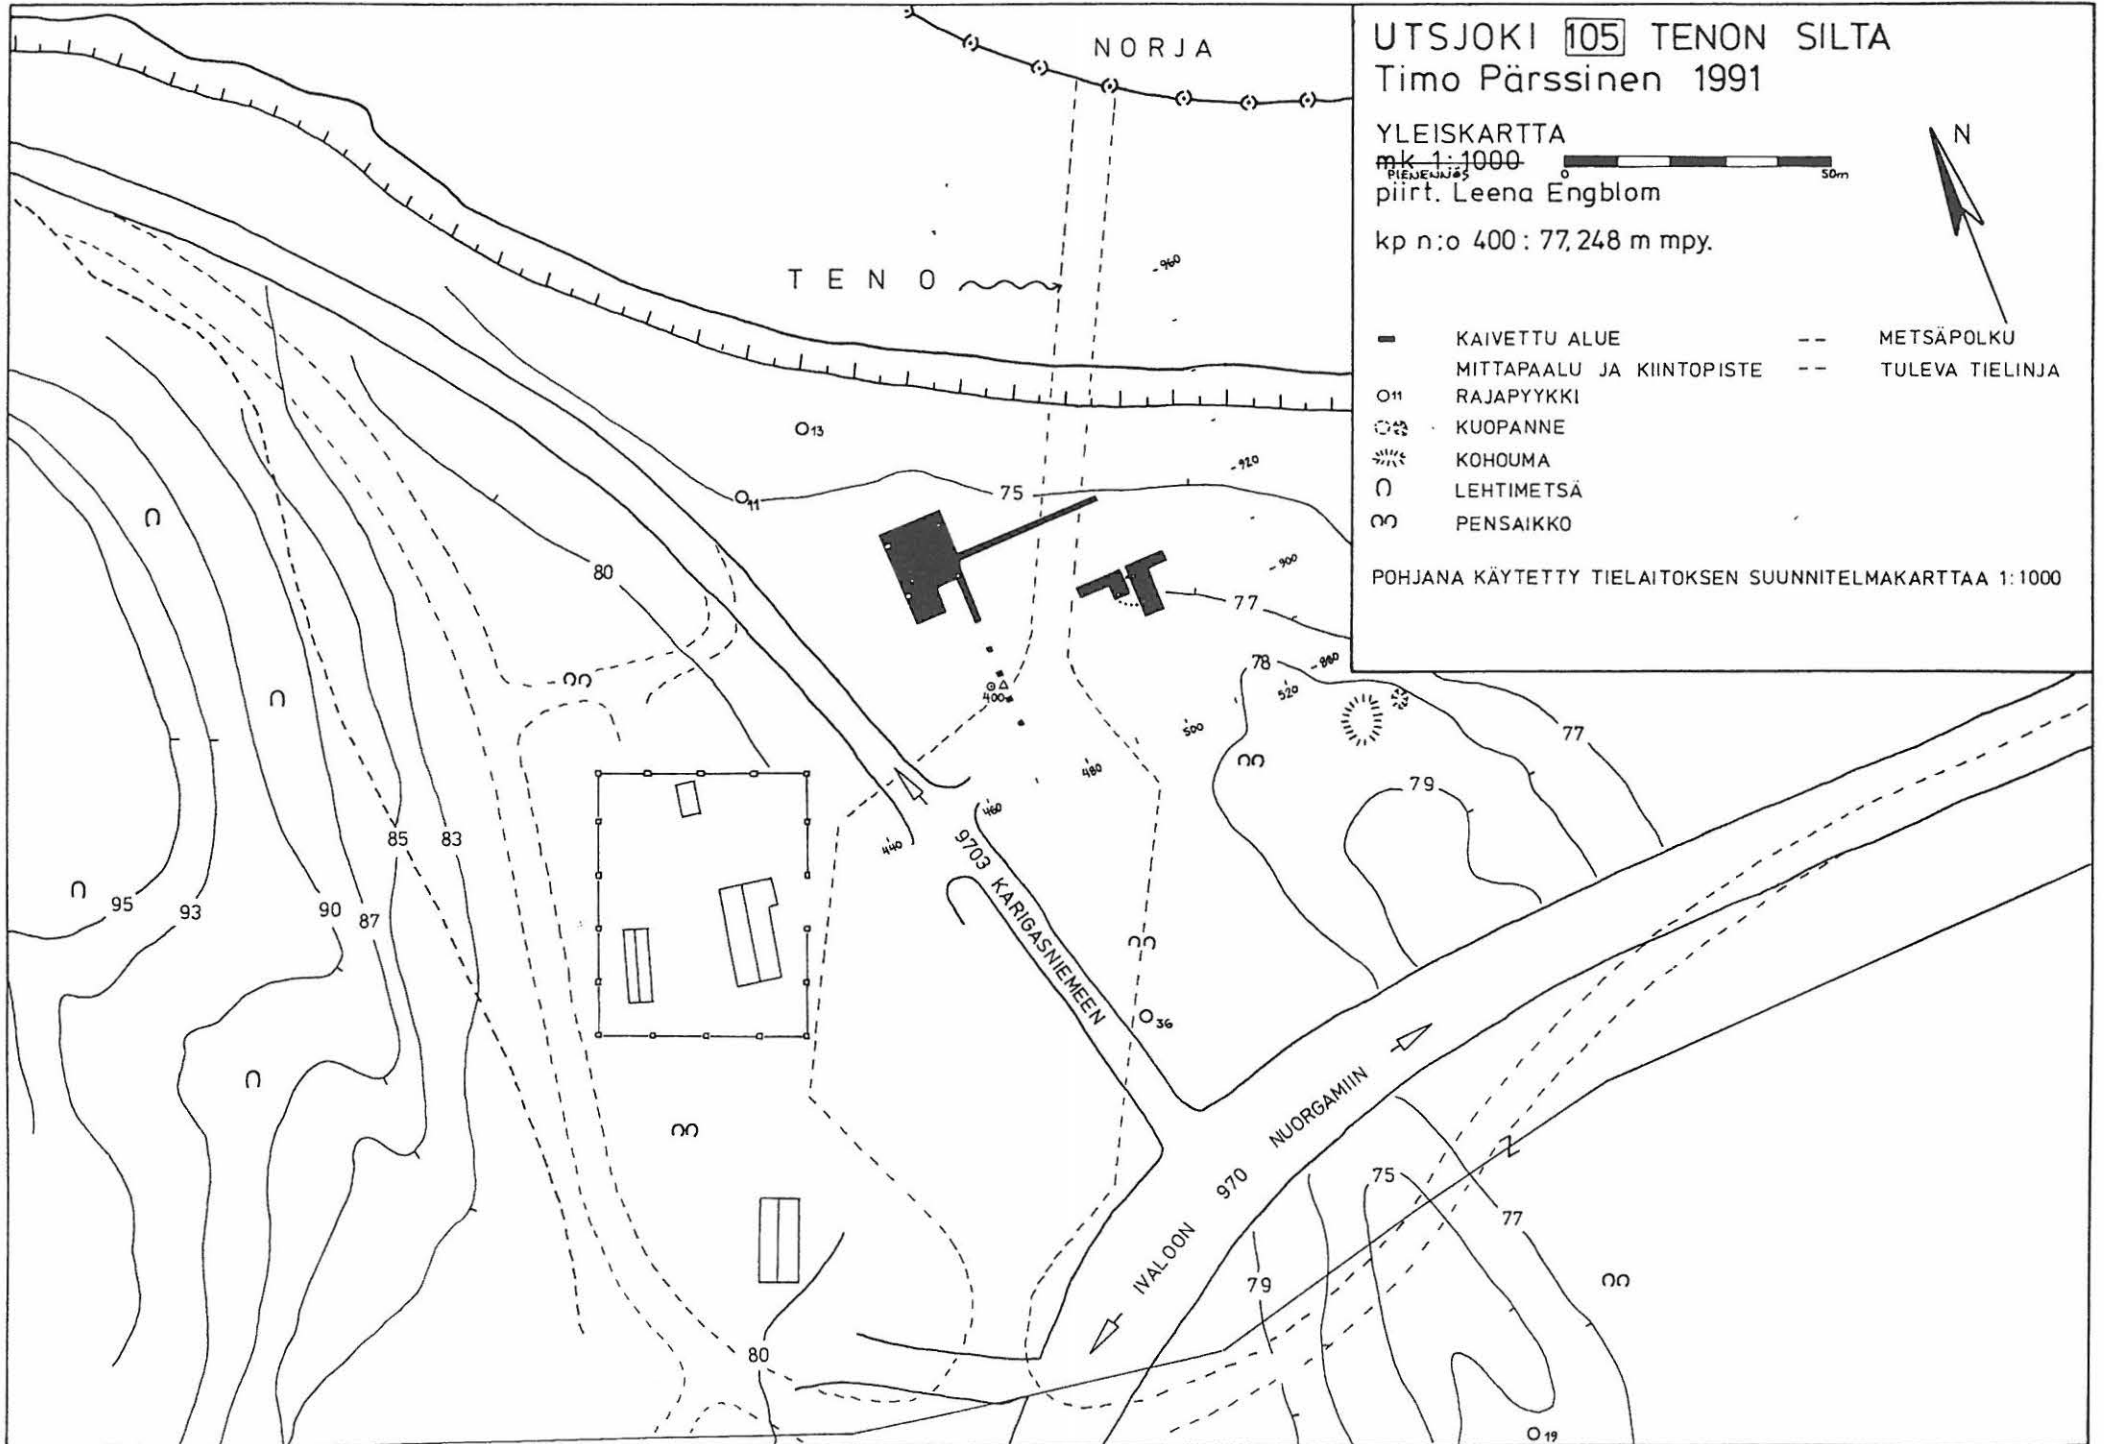 UTSJOKI 105 TENON SILTA
Timo Pärssinen 1991
YLEISKARTTA
mk 1:1000
PIENENNÖS
0 50m
piirt. Leena Engblom
kp n:o 400 : 77,248 m mpy.
N
KAIVETTU ALUE
MITTAPAALU JA KIINTOPISTE
11 RAJAPYYKKI
KUOPANNE
KOHOUMA
LEHTIMETSÄ
PENSAIKKO
METSÄPOLKU
TULEVA TIELINJA
POHJANA KÄYTETTY TIELAITOKSEN SUUNNITELMAKARTTAA 1:1000
NORJA
TENO
960
13
920
11
75
900
80
77
880
78
520
400
500
77
480
79
460
440
85
83
9703 KARIGASNIEMEEN
95
93
90
87
36
NUORGAMIIN
Z
75
970
77
IVALOON
79
80
19